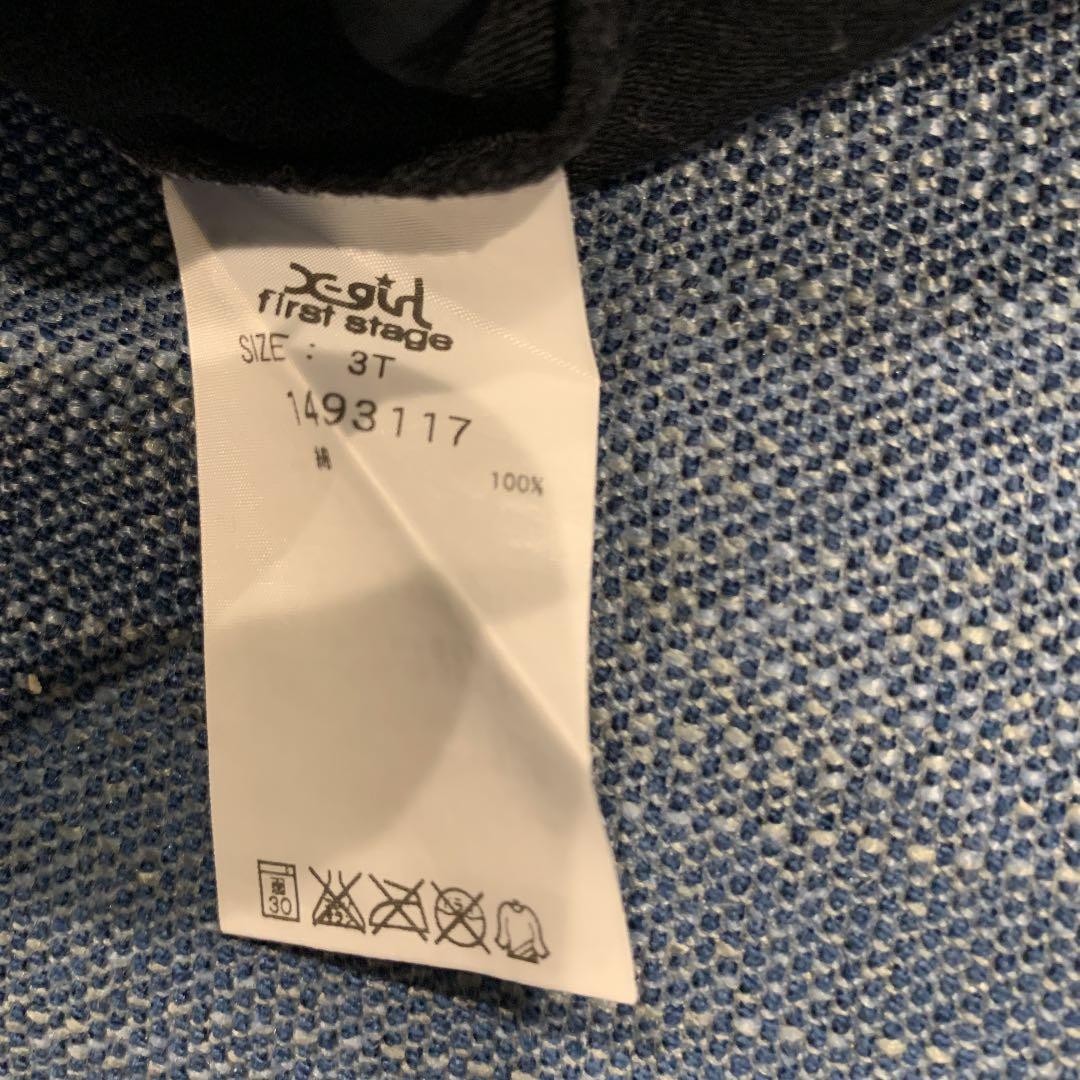 X-girl
first stage
SIZE : 3T
1493117
綿 100%
30